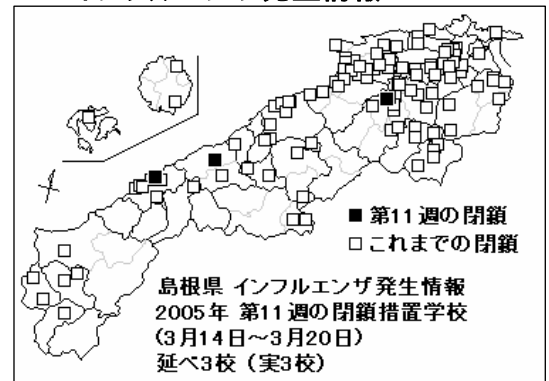 ■ 第11週の閉鎖
□ これまでの閉鎖
島根県 インフルエンザ発生情報
2005年 第11週の閉鎖措置学校
(3月14日～3月20日)
延べ3校 (実3校)